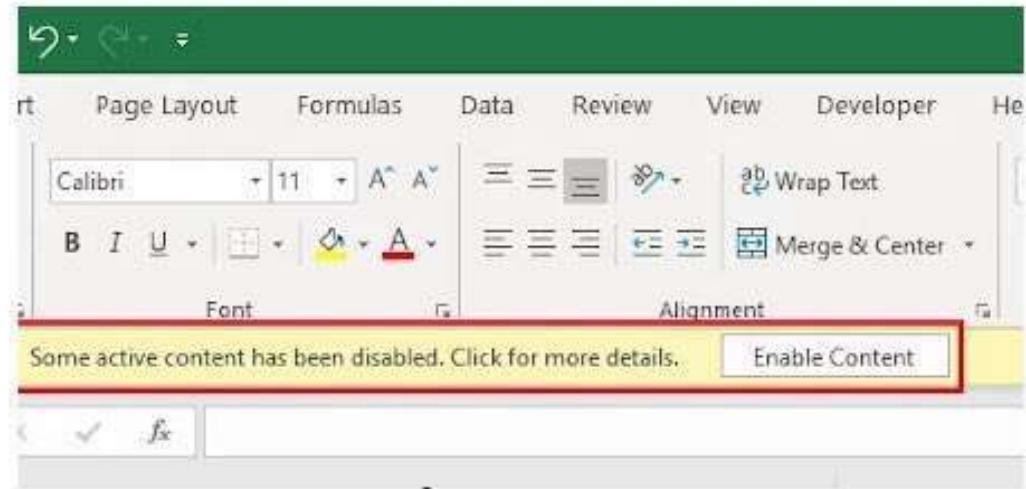 rt Page Layout Formulas Data Review View Developer He
Calibri 11 A^ A˅ ab Wrap Text
B I U A Merge & Center
Font Alignment
Some active content has been disabled. Click for more details. Enable Content
fx